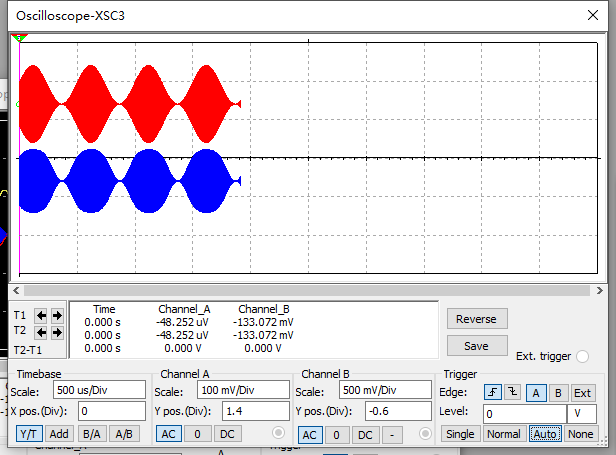 Oscilloscope-XSC3
Time Channel_A Channel_B
T1 0.000 s -48.252 uV -133.072 mV
T2 0.000 s -48.252 uV -133.072 mV
T2-T1 0.000 s 0.000 V 0.000 V
Reverse
Save
Ext. trigger
Timebase
Scale: 500 us/Div
X pos.(Div): 0
Y/T Add B/A A/B
Channel A
Scale: 100 mV/Div
Y pos.(Div): 1.4
AC 0 DC
Channel B
Scale: 500 mV/Div
Y pos.(Div): -0.6
AC 0 DC -
Trigger
Edge: A B Ext
Level: 0 V
Single Normal Auto None